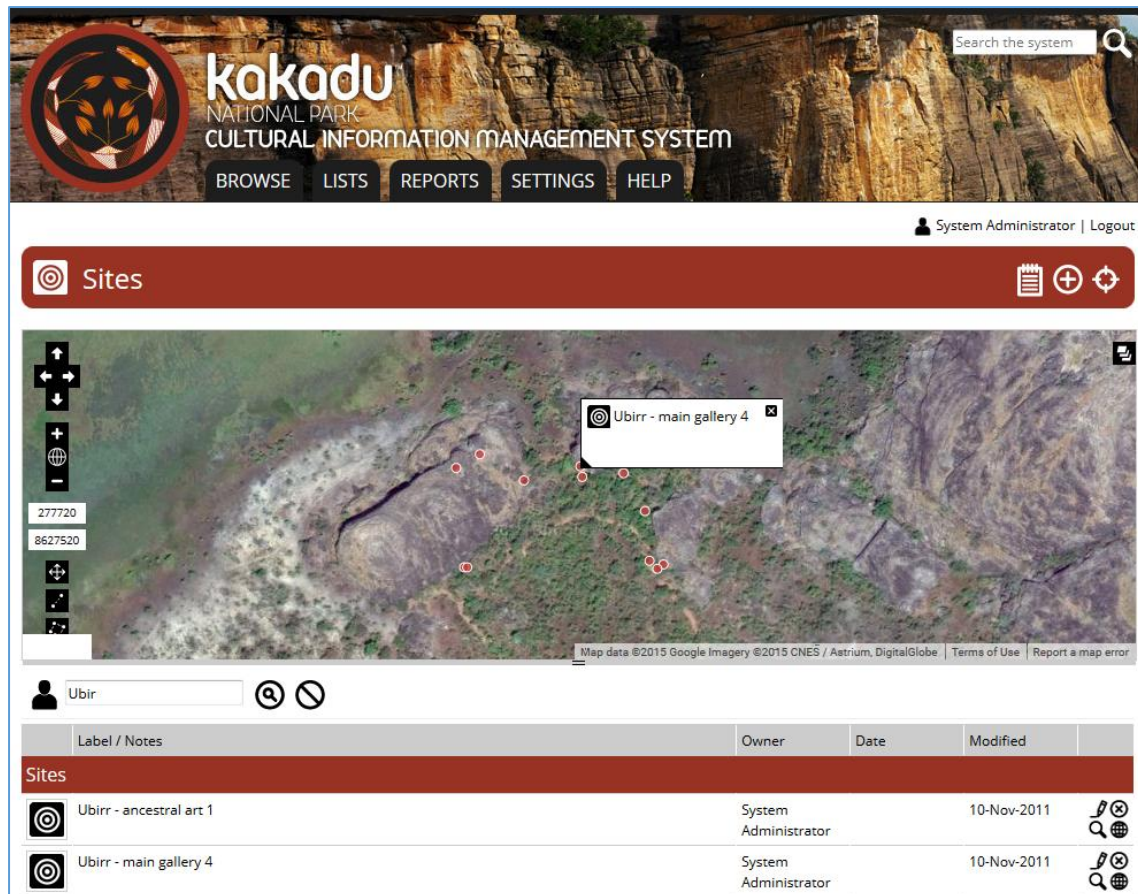 Search the system
kakadu
NATIONAL PARK
CULTURAL INFORMATION MANAGEMENT SYSTEM
BROWSE LISTS REPORTS SETTINGS HELP
System Administrator | Logout
Sites
Ubirr - main gallery 4
277720
8627520
Map data ©2015 Google Imagery ©2015 CNES / Astrium, DigitalGlobe Terms of Use Report a map error
Ubir
Label / Notes Owner Date Modified
Sites
Ubirr - ancestral art 1 System 10-Nov-2011
Administrator
Ubirr - main gallery 4 System 10-Nov-2011
Administrator